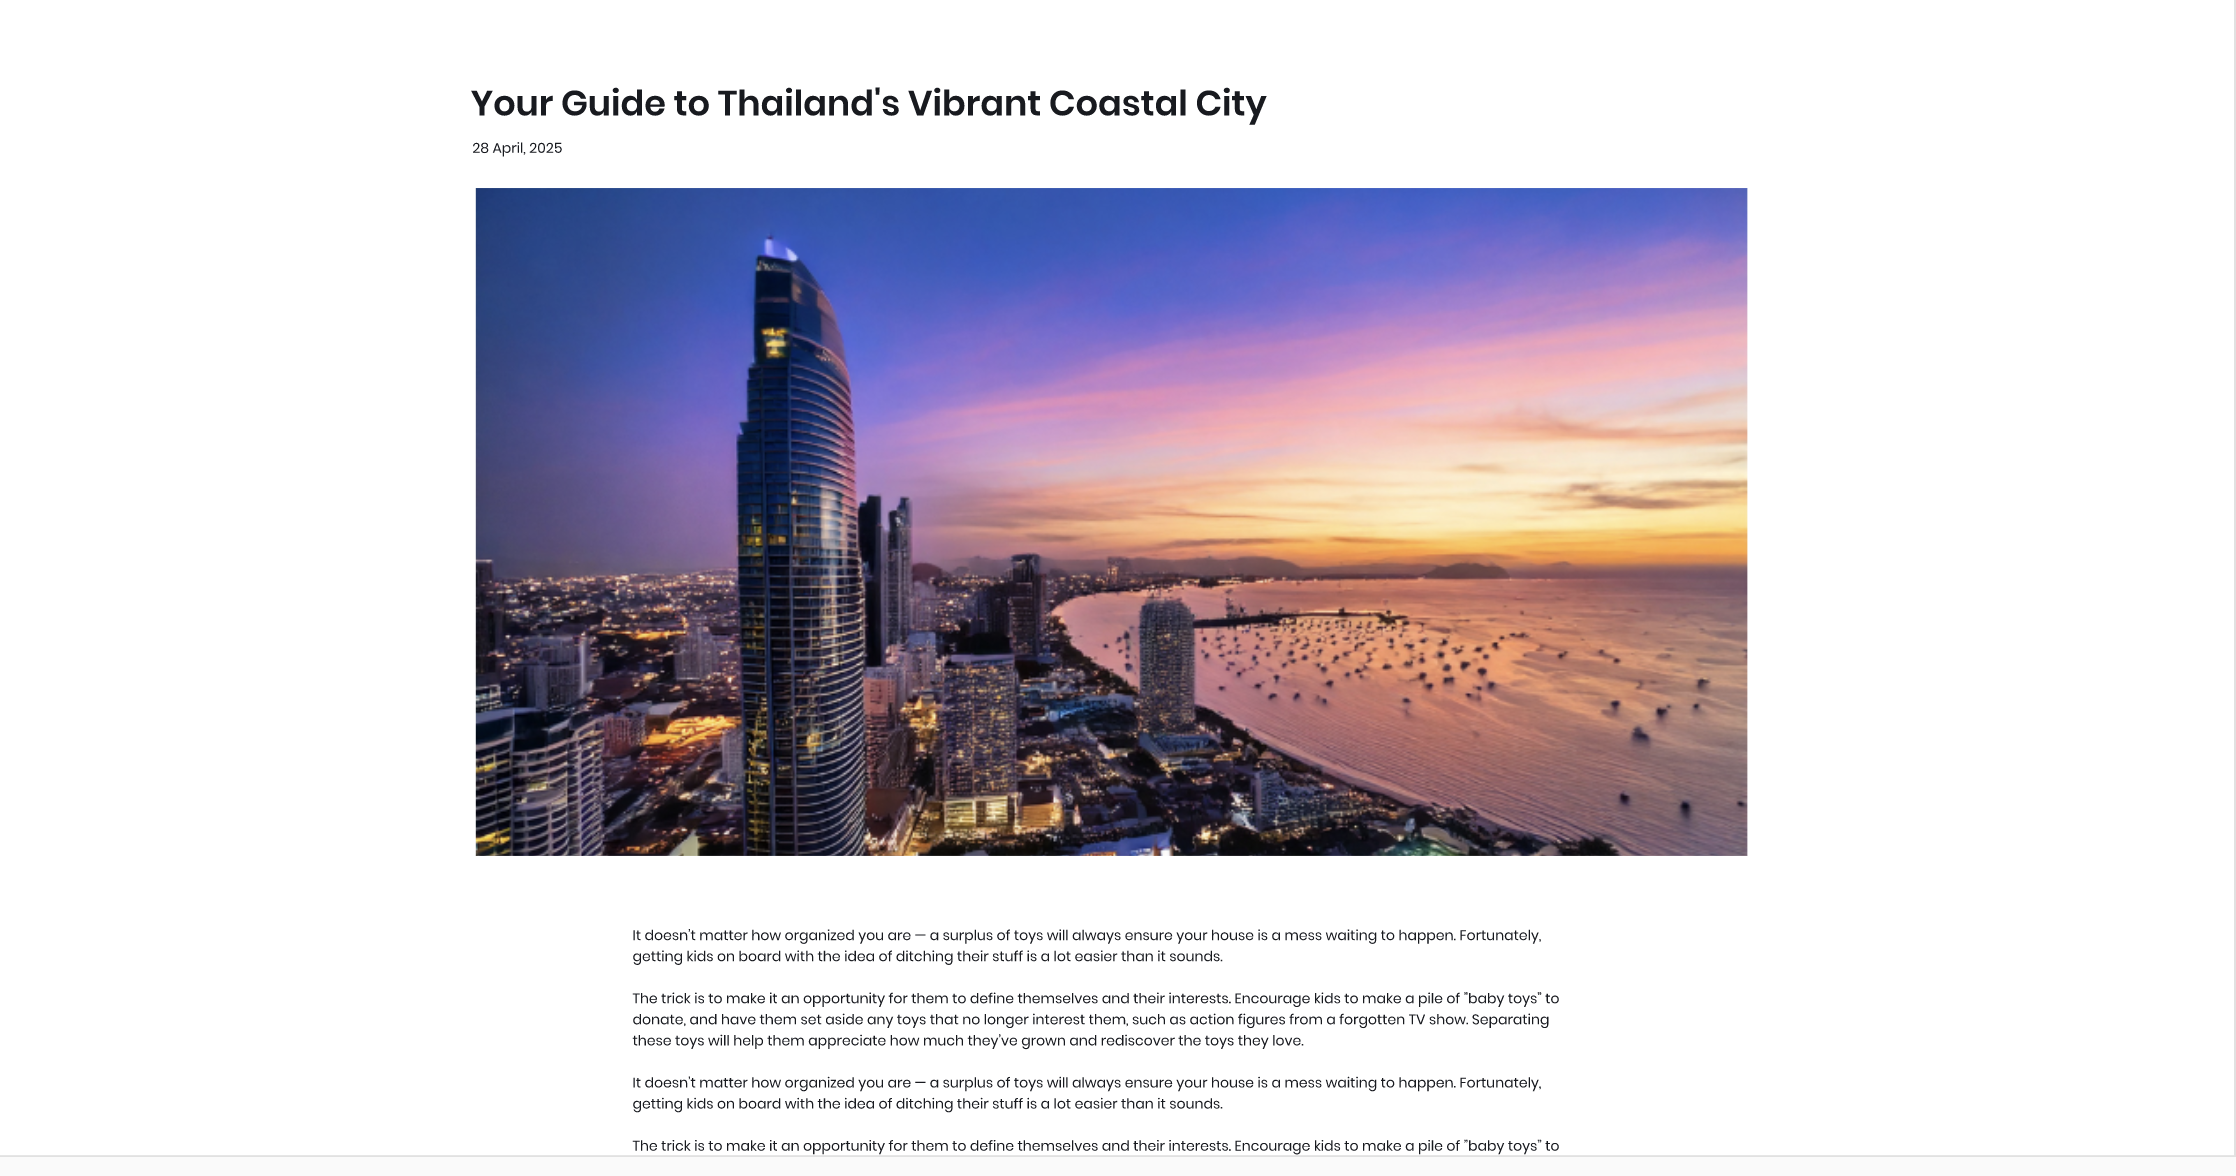 Your Guide to Thailand's Vibrant Coastal City
28 April, 2025
It doesn't matter how organized you are — a surplus of toys will always ensure your house is a mess waiting to happen. Fortunately,
getting kids on board with the idea of ditching their stuff is a lot easier than it sounds.
The trick is to make it an opportunity for them to define themselves and their interests. Encourage kids to make a pile of "baby toys" to
donate, and have them set aside any toys that no longer interest them, such as action figures from a forgotten TV show. Separating
these toys will help them appreciate how much they've grown and rediscover the toys they love.
It doesn't matter how organized you are — a surplus of toys will always ensure your house is a mess waiting to happen. Fortunately,
getting kids on board with the idea of ditching their stuff is a lot easier than it sounds.
The trick is to make it an opportunity for them to define themselves and their interests. Encourage kids to make a pile of "baby toys" to